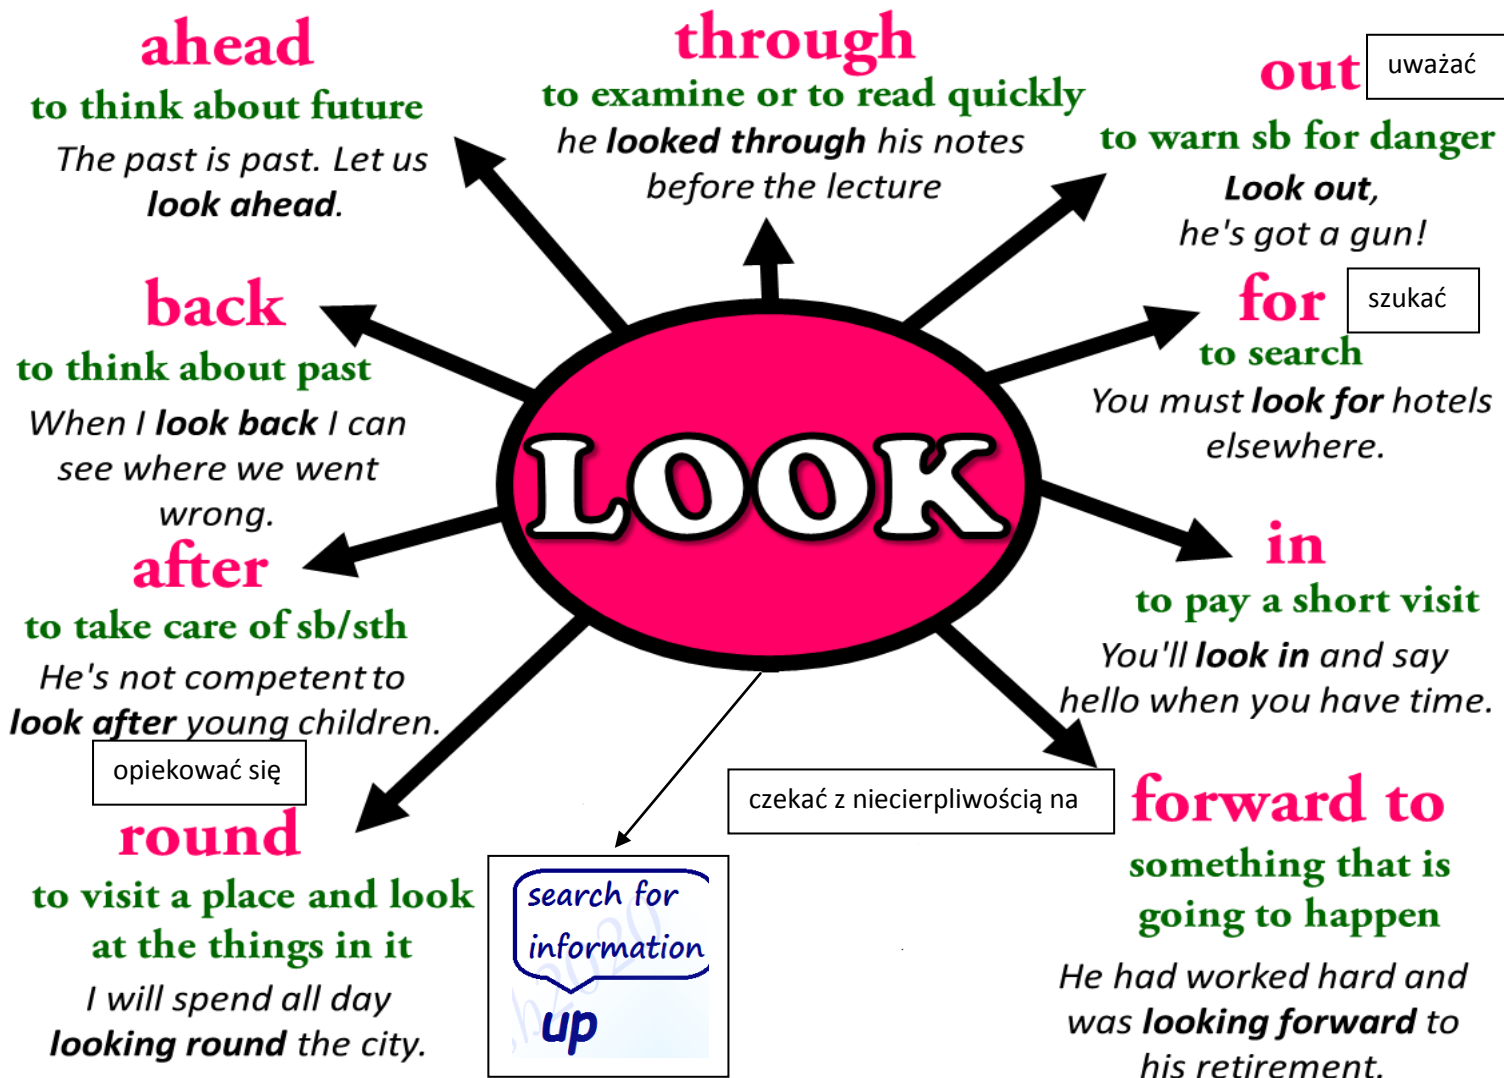 ahead
to think about future
The past is past. Let us
look ahead.
through
to examine or to read quickly
he looked through his notes
before the lecture
out
uważać
to warn sb for danger
Look out,
he's got a gun!
back
to think about past
When I look back I can
see where we went
wrong.
for
szukać
to search
You must look for hotels
elsewhere.
LOOK
after
to take care of sb/sth
He's not competent to
look after young children.
opiekować się
in
to pay a short visit
You'll look in and say
hello when you have time.
round
to visit a place and look
at the things in it
I will spend all day
looking round the city.
search for
information
up
czekać z niecierpliwością na
forward to
something that is
going to happen
He had worked hard and
was looking forward to
his retirement.